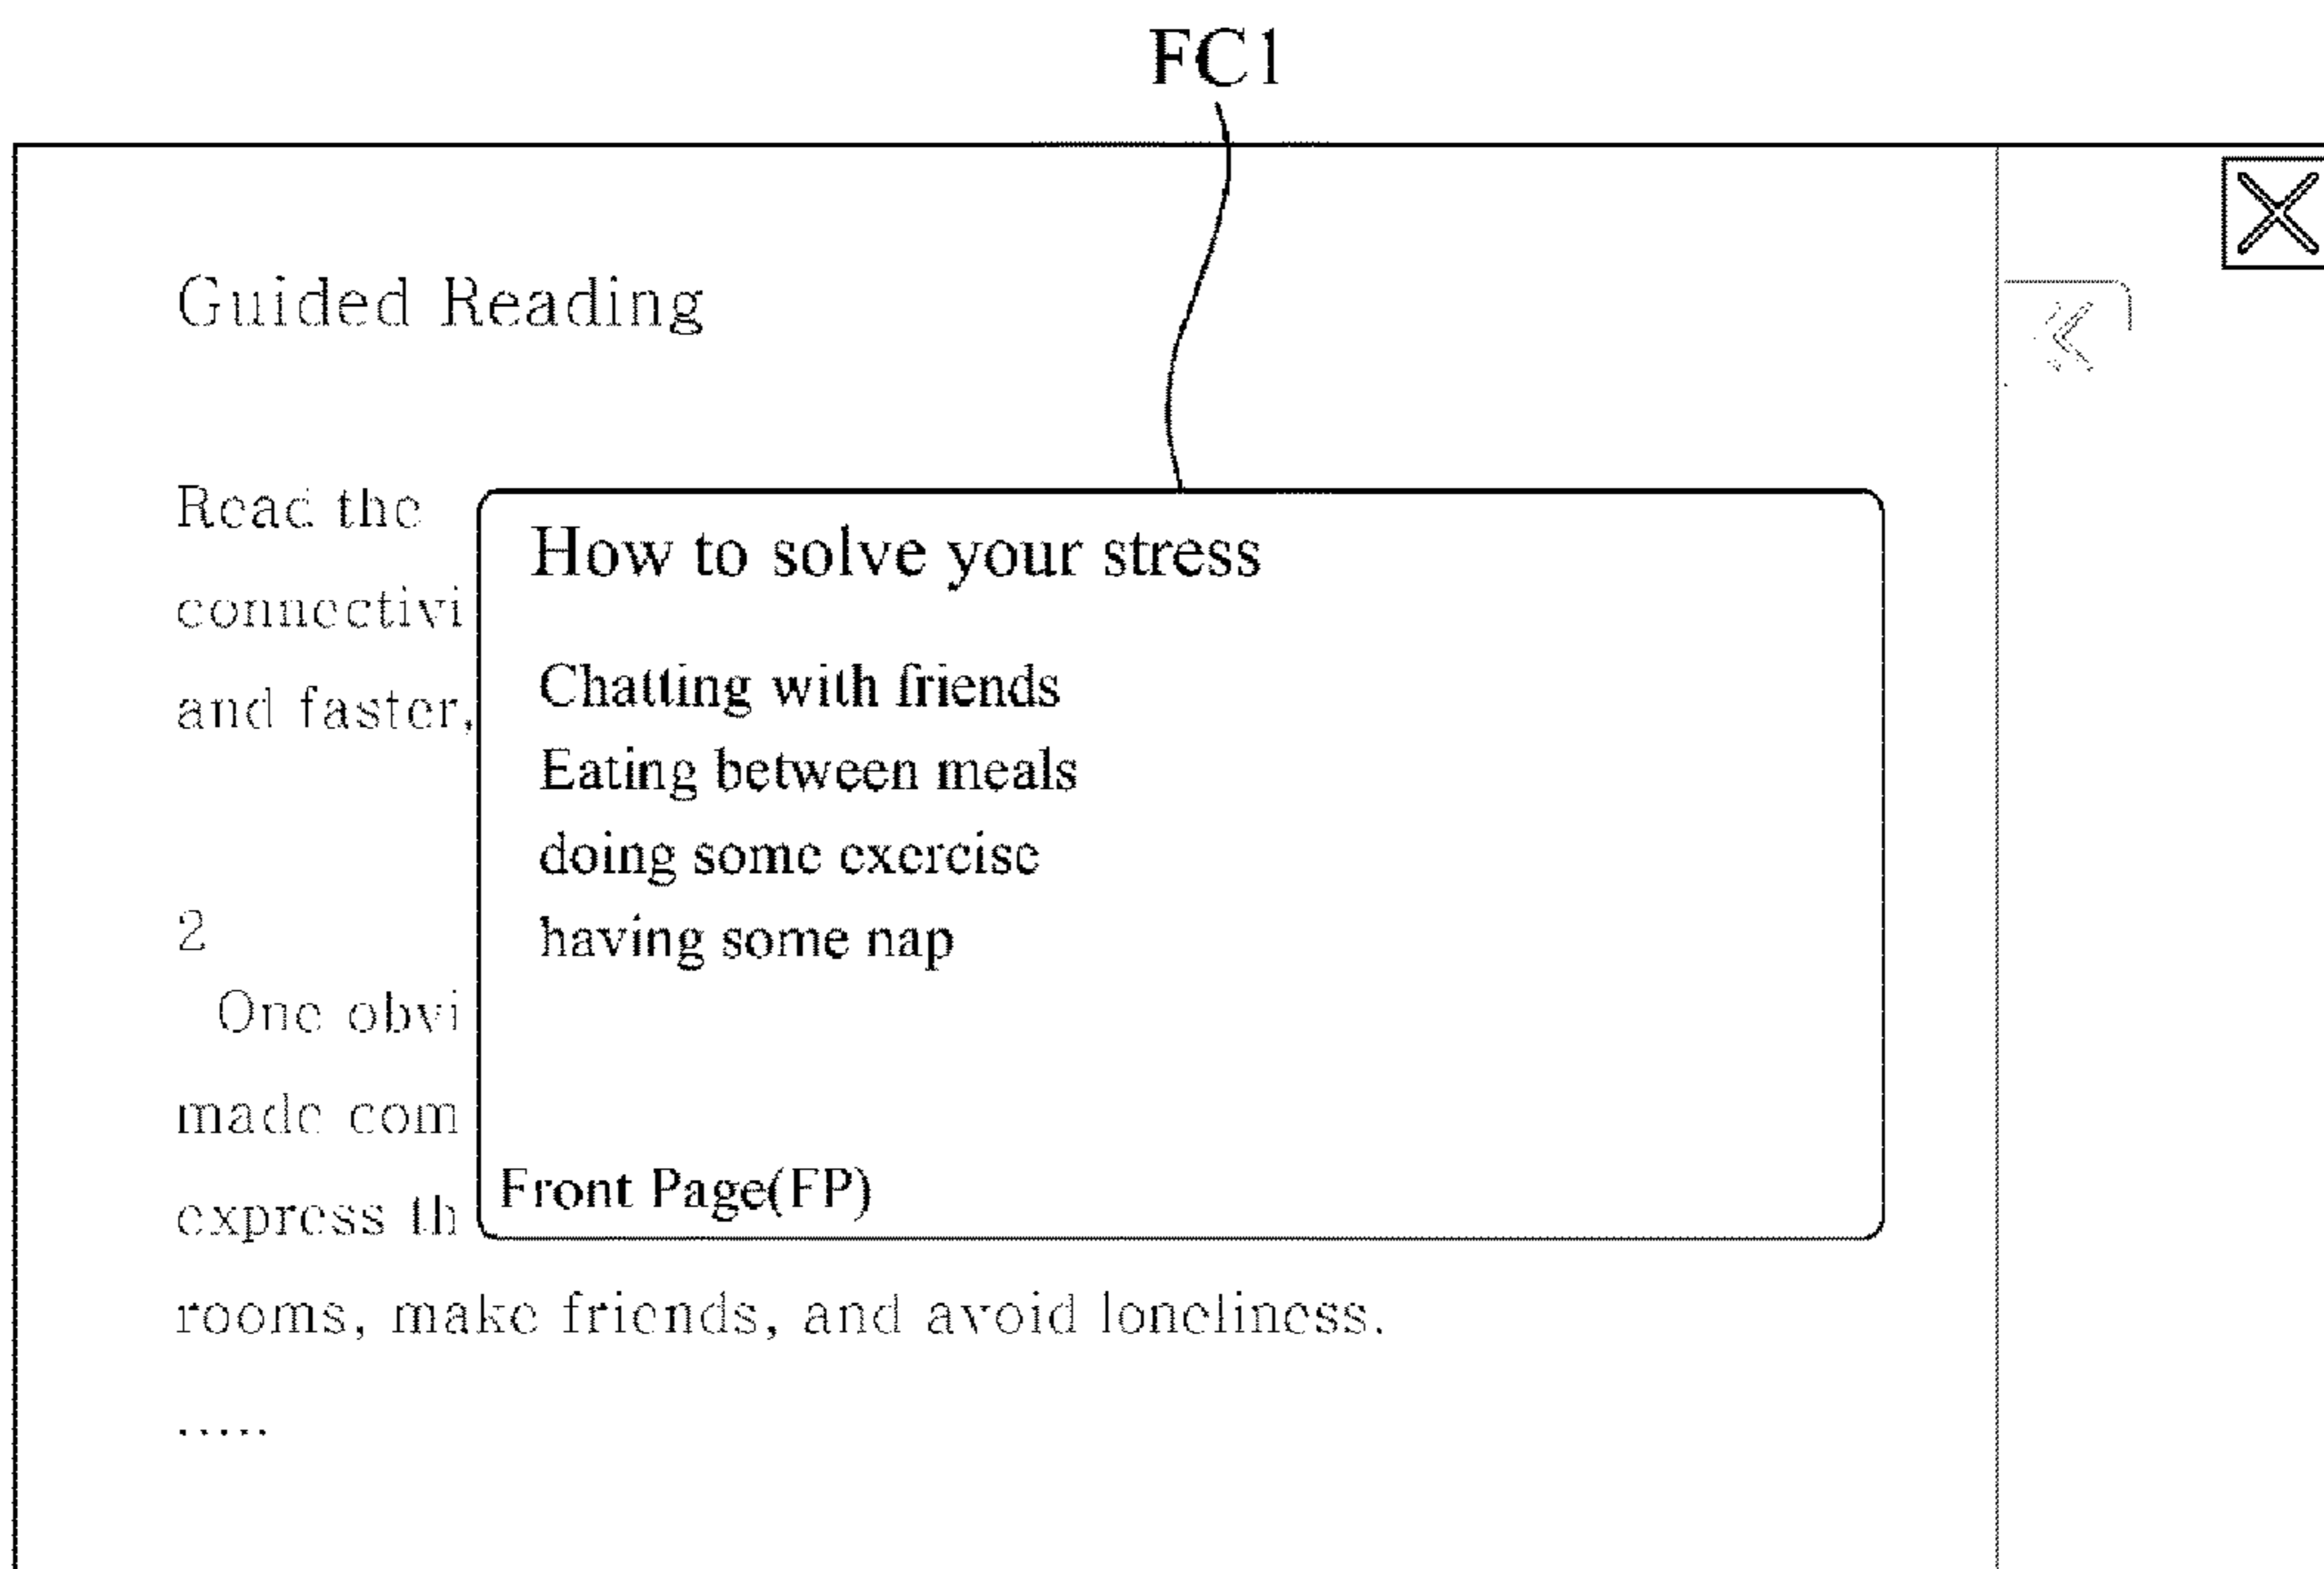 FC1
Guided Reading
Read the
connectivi
and faster,
How to solve your stress
Chatting with friends
Eating between meals
doing some exercise
having some nap
Front Page(FP)
2
One obvi
made com
express th
rooms, make friends, and avoid loneliness.
.....